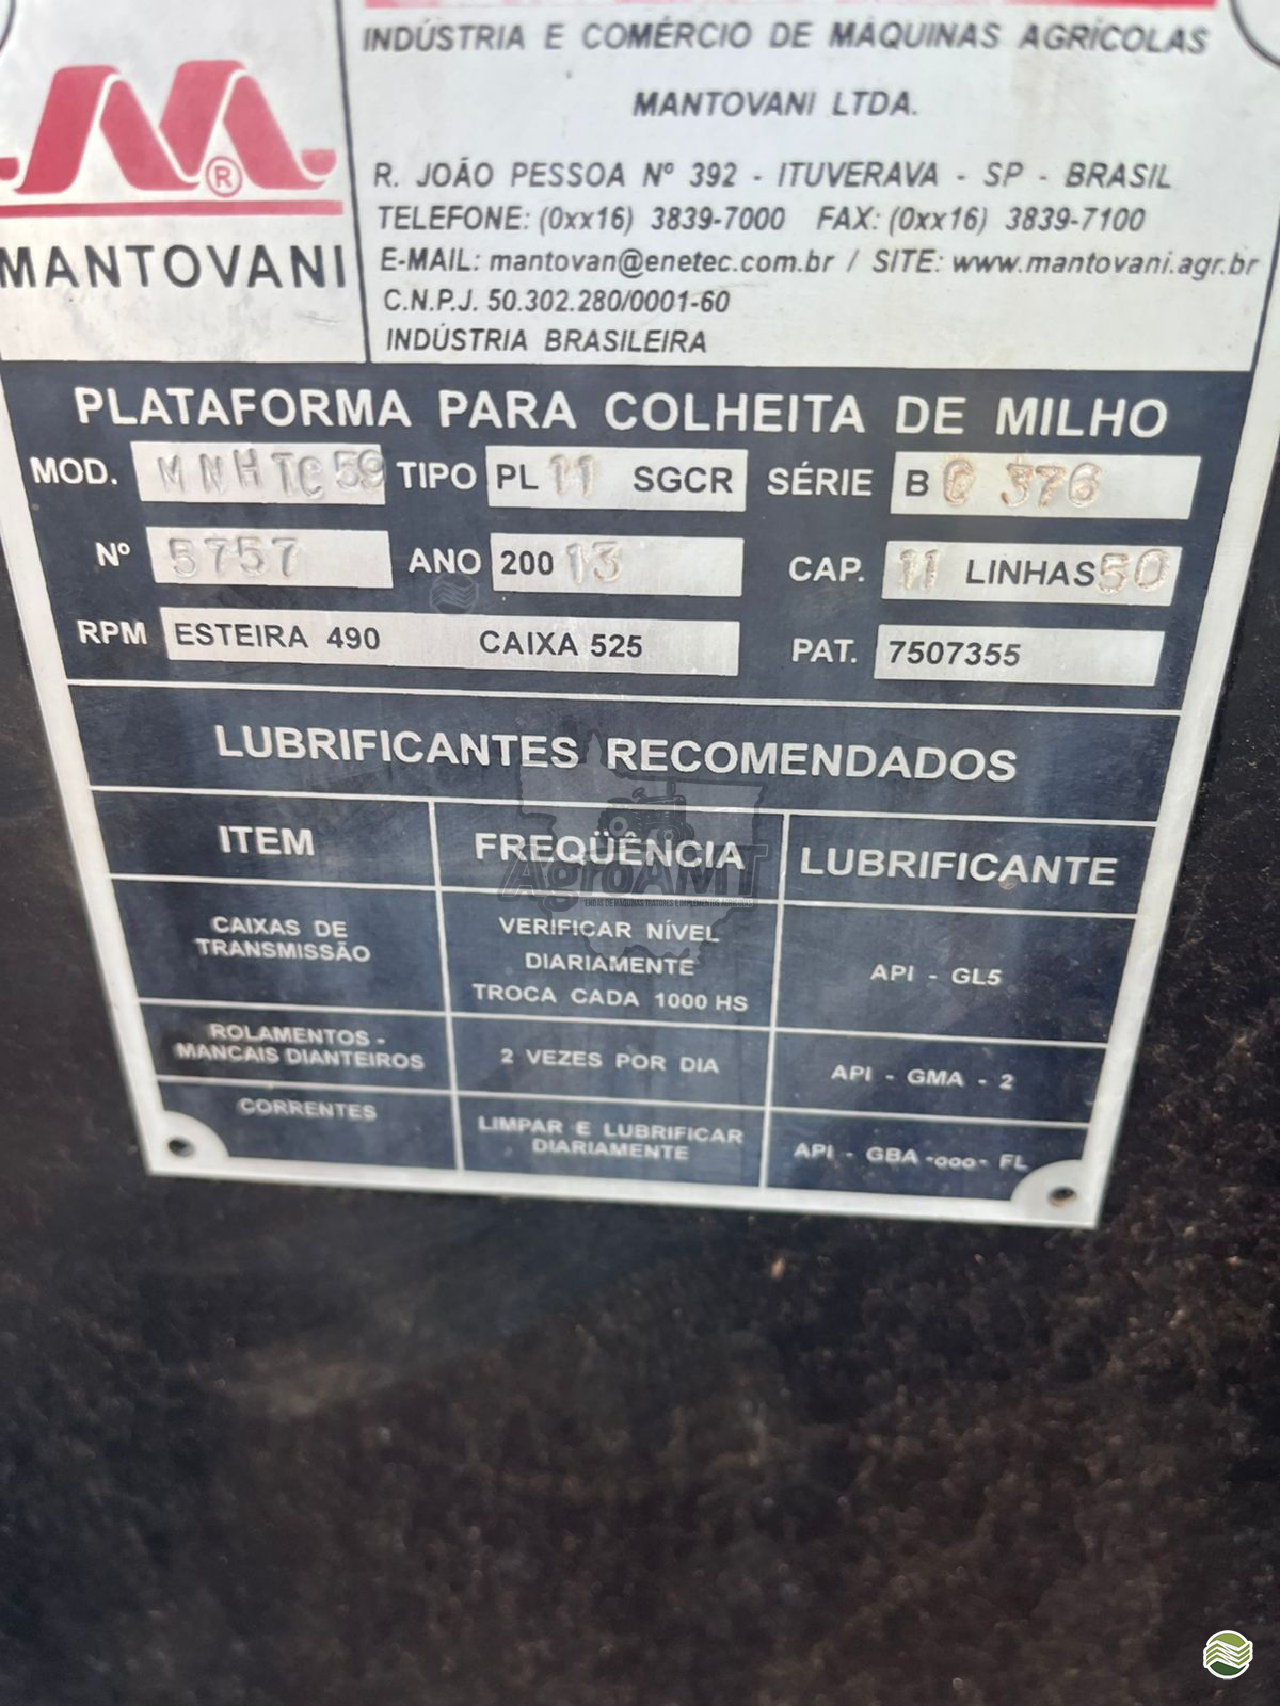 INDÚSTRIA E COMÉRCIO DE MÁQUINAS AGRÍCOLAS
MANTOVANI LTDA.
R. JOÃO PESSOA Nº 392 - ITUVERAVA - SP - BRASIL
TELEFONE: (0xx16) 3839-7000 FAX: (0xx16) 3839-7100
E-MAIL: mantovan@enetec.com.br / SITE: www.mantovani.agr.br
C.N.P.J. 50.302.280/0001-60
INDÚSTRIA BRASILEIRA
MANTOVANI
PLATAFORMA PARA COLHEITA DE MILHO
MOD. MNHTC59 TIPO PL 11 SGCR SÉRIE B C 376
Nº 5757 ANO 200 13 CAP. 11 LINHAS 50
RPM ESTEIRA 490 CAIXA 525 PAT. 7507355
LUBRIFICANTES RECOMENDADOS
ITEM FREQÜÊNCIA LUBRIFICANTE
CAIXAS DE
TRANSMISSÃO
VERIFICAR NÍVEL
DIARIAMENTE
TROCA CADA 1000 HS
API - GL5
ROLAMENTOS -
MANCAIS DIANTEIROS
2 VEZES POR DIA
API - GMA - 2
CORRENTES
LIMPAR E LUBRIFICAR
DIARIAMENTE
API - GBA -ooo- FL
AgroAMT